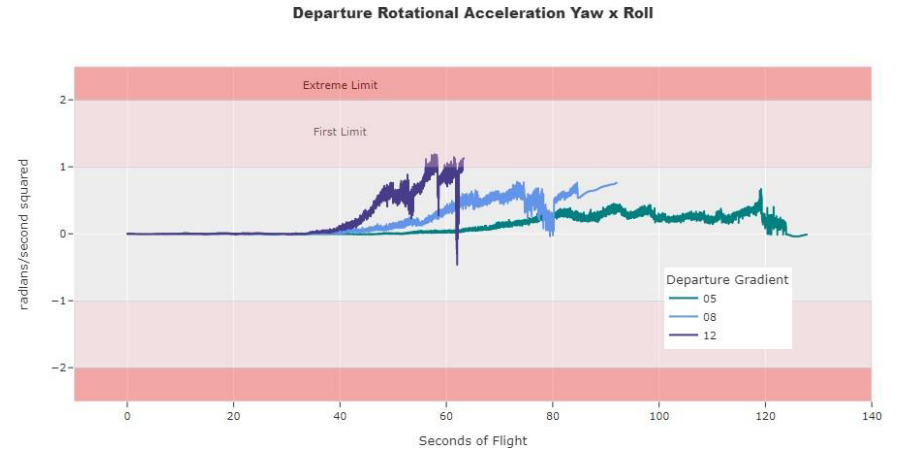 Departure Rotational Acceleration Yaw x Roll
Extreme Limit
First Limit
radians/second squared
2
1
0
−1
−2
Departure Gradient
05
08
12
0 20 40 60 80 100 120 140
Seconds of Flight